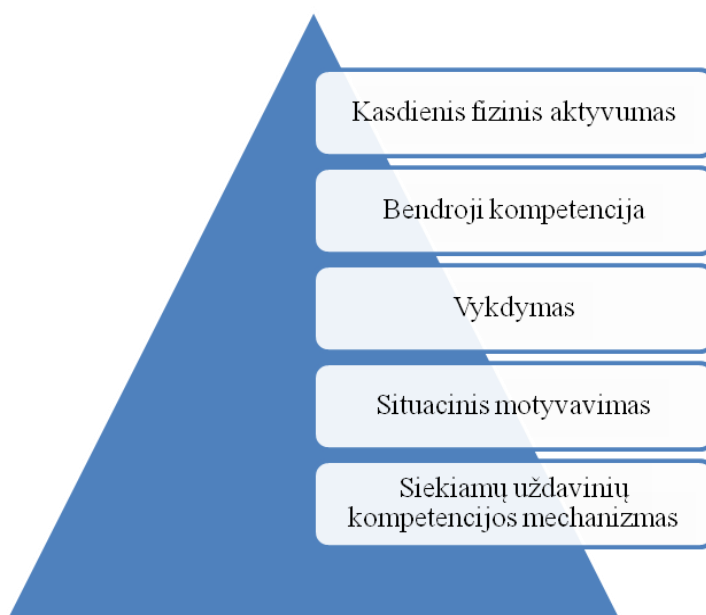 Kasdienis fizinis aktyvumas
Bendroji kompetencija
Vykdymas
Situacinis motyvavimas
Siekiamų uždavinių
kompetencijos mechanizmas